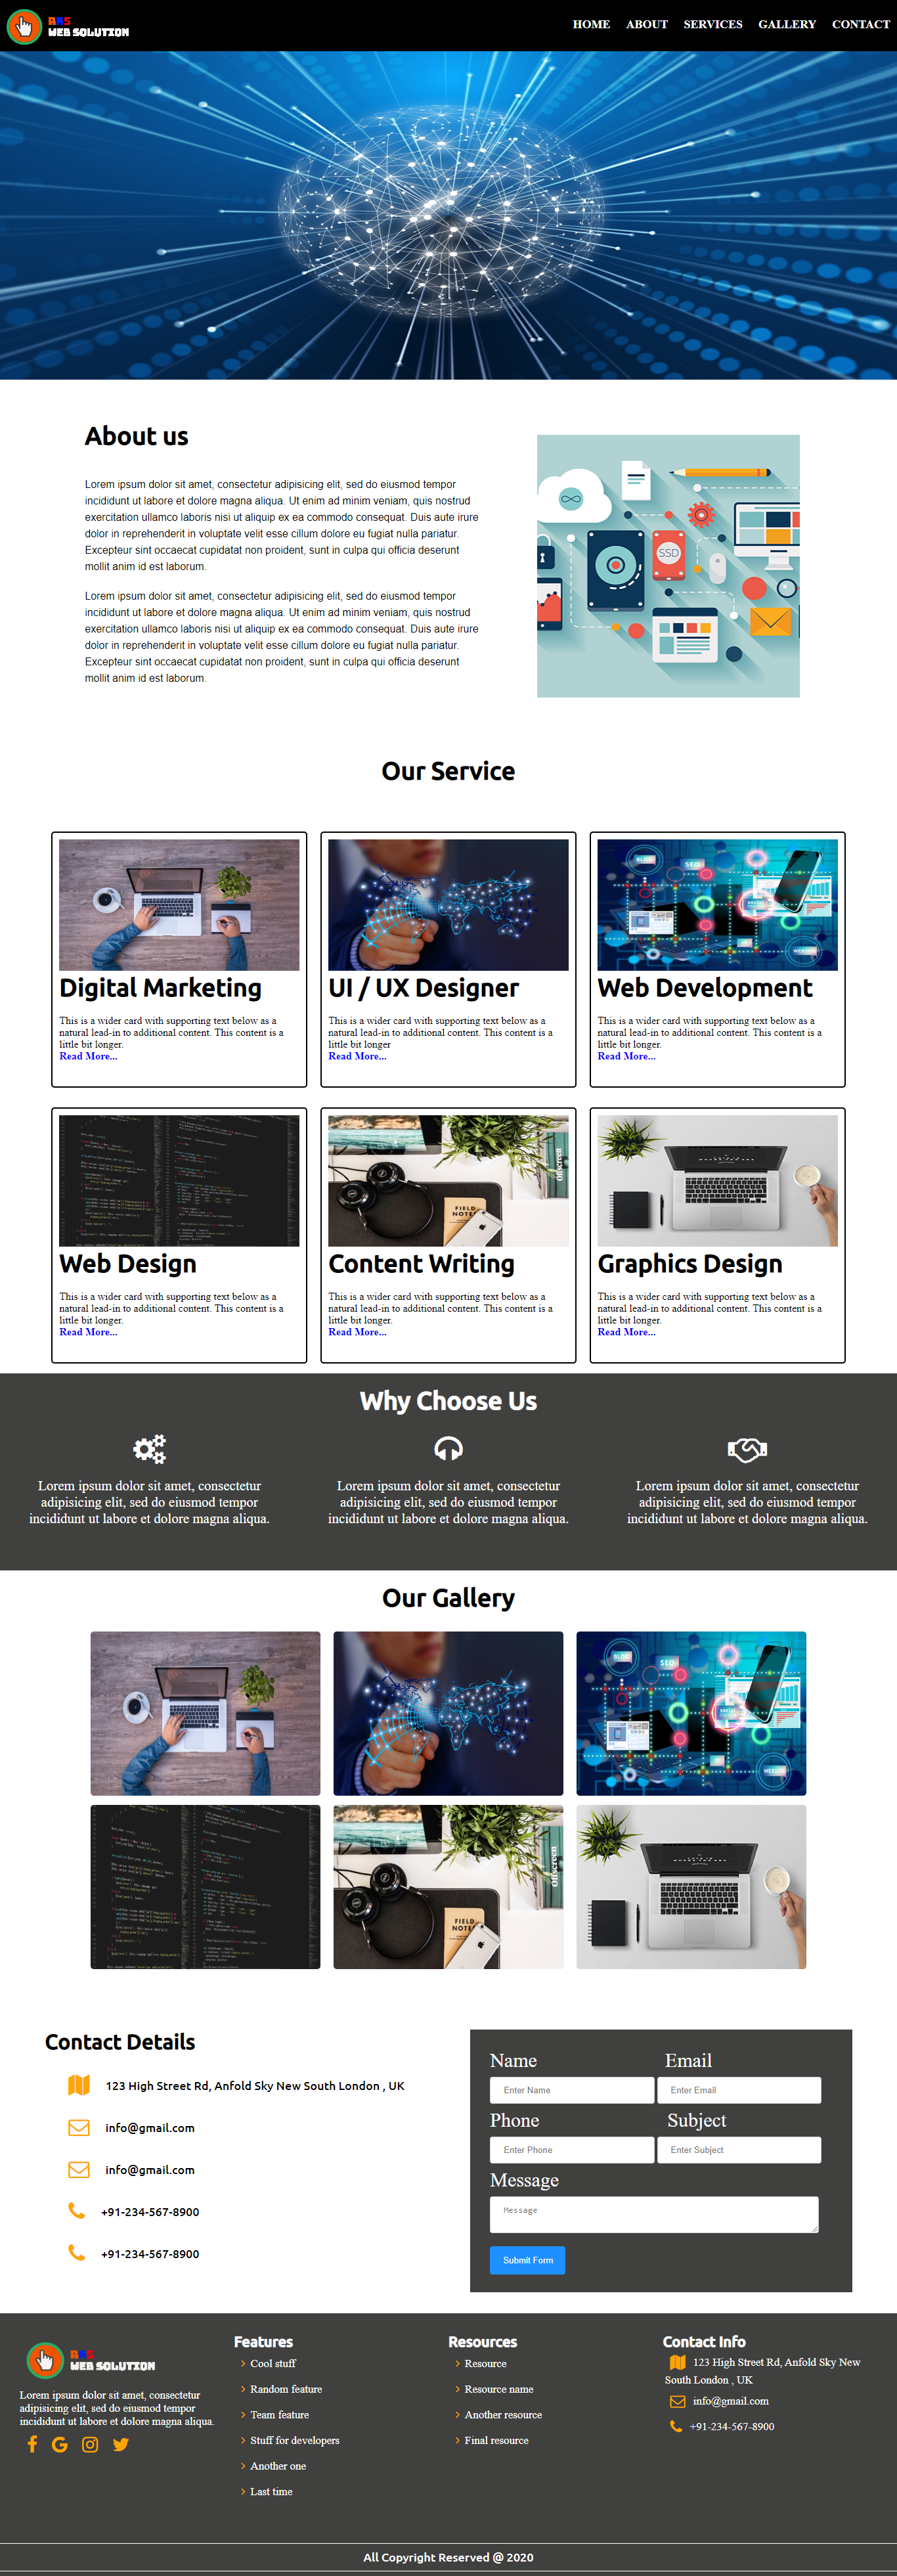 AMS
WEB SOLUTION
HOME ABOUT SERVICES GALLERY CONTACT
About us
Lorem ipsum dolor sit amet, consectetur adipisicing elit, sed do eiusmod tempor
incididunt ut labore et dolore magna aliqua. Ut enim ad minim veniam, quis nostrud
exercitation ullamco laboris nisi ut aliquip ex ea commodo consequat. Duis aute irure
dolor in reprehenderit in voluptate velit esse cillum dolore eu fugiat nulla pariatur.
Excepteur sint occaecat cupidatat non proident, sunt in culpa qui officia deserunt
mollit anim id est laborum.
Lorem ipsum dolor sit amet, consectetur adipisicing elit, sed do eiusmod tempor
incididunt ut labore et dolore magna aliqua. Ut enim ad minim veniam, quis nostrud
exercitation ullamco laboris nisi ut aliquip ex ea commodo consequat. Duis aute irure
dolor in reprehenderit in voluptate velit esse cillum dolore eu fugiat nulla pariatur.
Excepteur sint occaecat cupidatat non proident, sunt in culpa qui officia deserunt
mollit anim id est laborum.
SSD
Our Service
BLOG
SEO
WEBSITE
Digital Marketing
This is a wider card with supporting text below as a
natural lead-in to additional content. This content is a
little bit longer.
Read More...
UI / UX Designer
This is a wider card with supporting text below as a
natural lead-in to additional content. This content is a
little bit longer
Read More...
Web Development
This is a wider card with supporting text below as a
natural lead-in to additional content. This content is a
little bit longer.
Read More...
Offscreen
FIELD
NOTES
Web Design
This is a wider card with supporting text below as a
natural lead-in to additional content. This content is a
little bit longer.
Read More...
Content Writing
This is a wider card with supporting text below as a
natural lead-in to additional content. This content is a
little bit longer.
Read More...
Graphics Design
This is a wider card with supporting text below as a
natural lead-in to additional content. This content is a
little bit longer.
Read More...
Why Choose Us
Lorem ipsum dolor sit amet, consectetur
adipisicing elit, sed do eiusmod tempor
incididunt ut labore et dolore magna aliqua.
Lorem ipsum dolor sit amet, consectetur
adipisicing elit, sed do eiusmod tempor
incididunt ut labore et dolore magna aliqua.
Lorem ipsum dolor sit amet, consectetur
adipisicing elit, sed do eiusmod tempor
incididunt ut labore et dolore magna aliqua.
Our Gallery
BLOG
SEO
social
WEBSITE
Offscreen
FIELD
NOTES
Contact Details
123 High Street Rd, Anfold Sky New South London , UK
info@gmail.com
info@gmail.com
+91-234-567-8900
+91-234-567-8900
Name Email
Enter Name Enter Email
Phone Subject
Enter Phone Enter Subject
Message
Message
Submit Form
AMS
WEB SOLUTION
Lorem ipsum dolor sit amet, consectetur
adipisicing elit, sed do eiusmod tempor
incididunt ut labore et dolore magna aliqua.
Features
Cool stuff
Random feature
Team feature
Stuff for developers
Another one
Last time
Resources
Resource
Resource name
Another resource
Final resource
Contact Info
123 High Street Rd, Anfold Sky New
South London , UK
info@gmail.com
+91-234-567-8900
All Copyright Reserved @ 2020